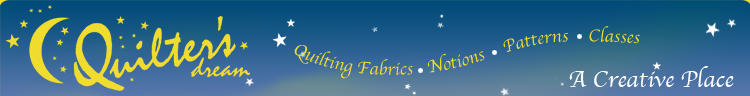 Quilter's
dream
Quilting Fabrics • Notions • Patterns • Classes
A Creative Place